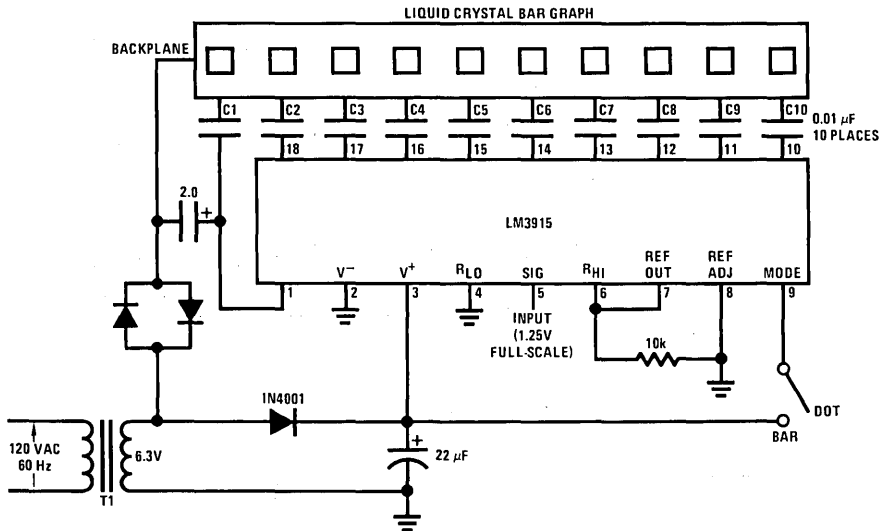 LIQUID CRYSTAL BAR GRAPH
BACKPLANE
C1 C2 C3 C4 C5 C6 C7 C8 C9 C10
0.01 μF
10 PLACES
18 17 16 15 14 13 12 11 10
2.0
+
LM3915
V− V+ RLO SIG RHI REF OUT REF ADJ MODE
1 2 3 4 5 6 7 8 9
INPUT
(1.25V
FULL-SCALE)
10k
DOT
BAR
IN4001
+
22 μF
120 VAC
60 Hz
6.3V
T1